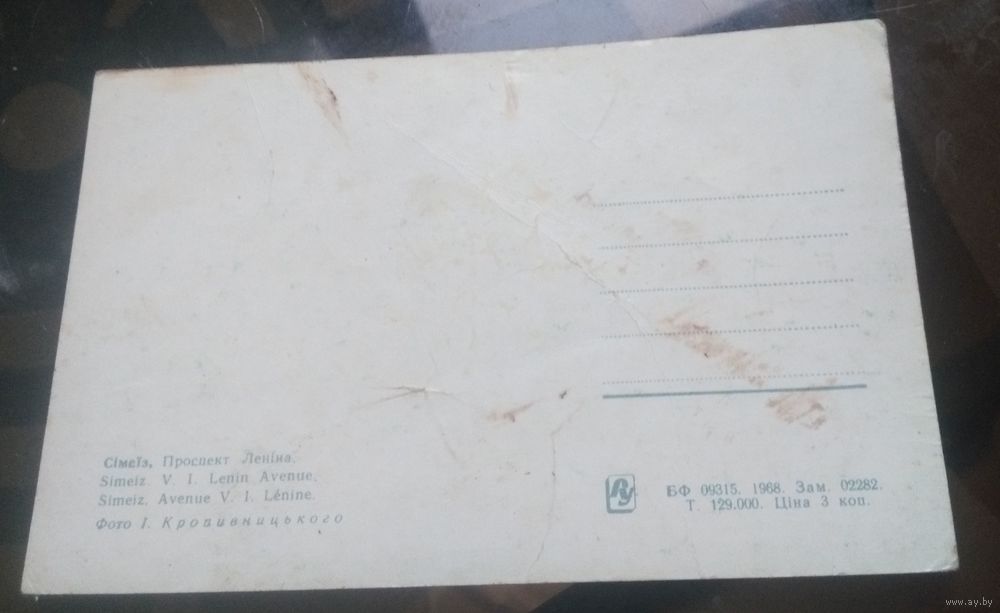 Сімеїз, Проспект Леніна.
Simeiz. V. I. Lenin Avenue.
Simeiz. Avenue V. I. Lénine.
Фото І. Кропивницького
БФ 09315. 1968. Зам. 02282.
Т. 129.000. Ціна 3 коп.
www.ay.by